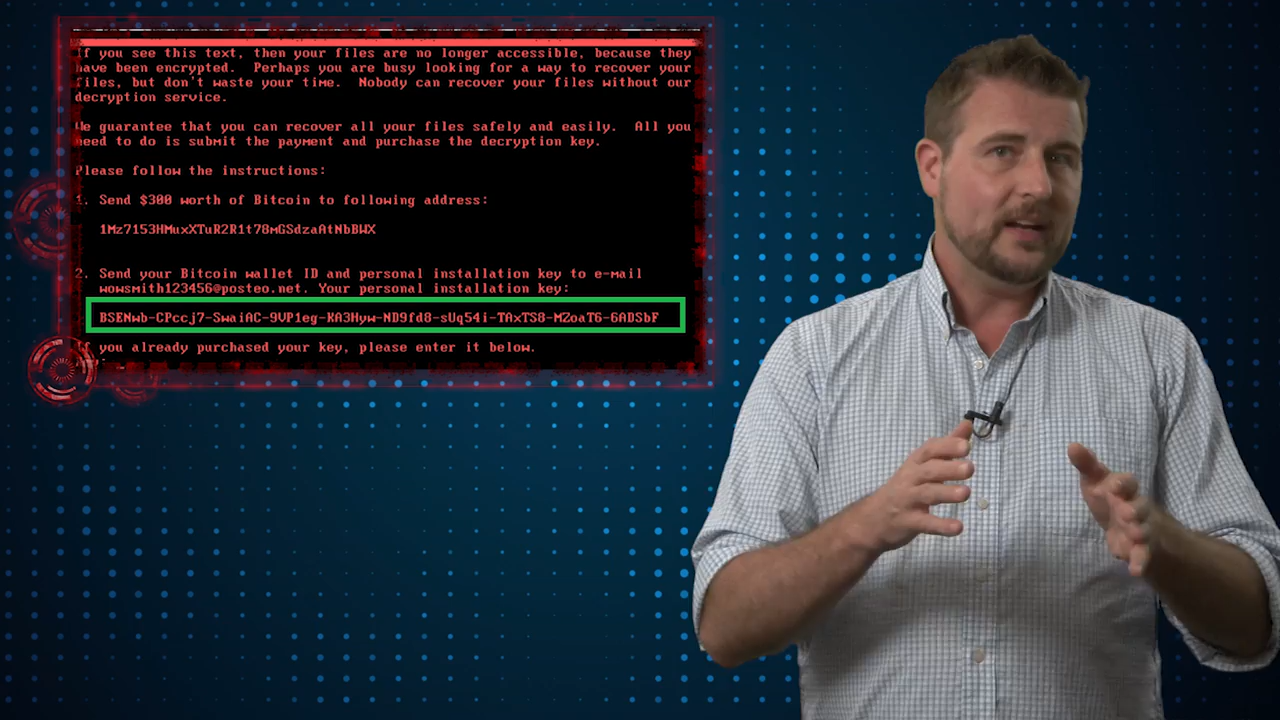 If you see this text, then your files are no longer accessible, because they
have been encrypted.  Perhaps you are busy looking for a way to recover your
files, but don't waste your time.  Nobody can recover your files without our
decryption service.
We guarantee that you can recover all your files safely and easily.  All you
need to do is submit the payment and purchase the decryption key.
Please follow the instructions:
1. Send $300 worth of Bitcoin to following address:
1Mz7153HMuxXTuR2R1t78mGSdzaAtNbBWX
2. Send your Bitcoin wallet ID and personal installation key to e-mail
wowsmith123456@posteo.net. Your personal installation key:
BSENwb-CPccj7-SwaiAC-9VP1eg-KA3Hyw-ND9fd8-sUq54i-TAxTS8-MZoaT6-6ADSbF
If you already purchased your key, please enter it below.